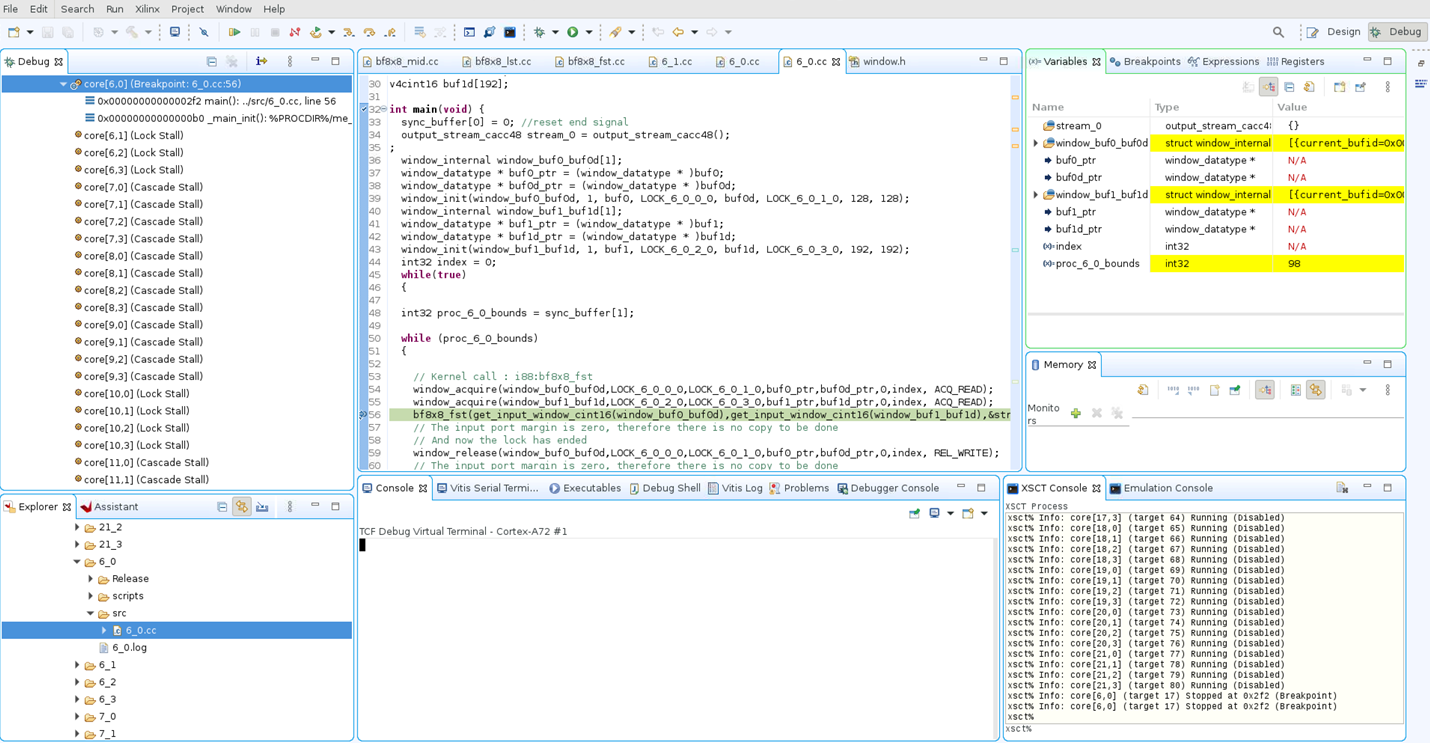 File Edit Search Run Project Xilinx Window Help
Design Debug
Debug
core[6,0] (Breakpoint: 6_0.cc:56)
0x00000000000002f2 main(): ../src/6_0.cc, line 56
0x00000000000000b0 _main_init(): %PROCDIR%/me_
core[6,1] (Lock Stall)
core[6,2] (Lock Stall)
core[6,3] (Lock Stall)
core[7,0] (Cascade Stall)
core[7,1] (Cascade Stall)
core[7,2] (Cascade Stall)
core[7,3] (Cascade Stall)
core[8,0] (Cascade Stall)
core[8,1] (Cascade Stall)
core[8,2] (Cascade Stall)
core[8,3] (Cascade Stall)
core[9,0] (Cascade Stall)
core[9,1] (Cascade Stall)
core[9,2] (Cascade Stall)
core[9,3] (Cascade Stall)
core[10,0] (Lock Stall)
core[10,1] (Lock Stall)
core[10,2] (Lock Stall)
core[10,3] (Lock Stall)
core[11,0] (Cascade Stall)
core[11,1] (Cascade Stall)
bf8x8_mid.cc bf8x8_lst.cc bf8x8_fst.cc 6_1.cc 6_0.cc 6_0.cc window.h
30 v4cint16 buf1d[192];
31
32 int main(void) {
33 sync_buffer[0] = 0; //reset end signal
34 output_stream_cacc48 stream_0 = output_stream_cacc48();
35 ;
36 window_internal window_buf0_buf0d[1];
37 window_datatype * buf0_ptr = (window_datatype * )buf0;
38 window_datatype * buf0d_ptr = (window_datatype * )buf0d;
39 window_init(window_buf0_buf0d, 1, buf0, LOCK_6_0_0_0, buf0d, LOCK_6_0_1_0, 128, 128);
40 window_internal window_buf1_buf1d[1];
41 window_datatype * buf1_ptr = (window_datatype * )buf1;
42 window_datatype * buf1d_ptr = (window_datatype * )buf1d;
43 window_init(window_buf1_buf1d, 1, buf1, LOCK_6_0_2_0, buf1d, LOCK_6_0_3_0, 192, 192);
44 int32 index = 0;
45 while(true)
46 {
47
48 int32 proc_6_0_bounds = sync_buffer[1];
49
50 while (proc_6_0_bounds)
51 {
52
53 // Kernel call : i88:bf8x8_fst
54 window_acquire(window_buf0_buf0d,LOCK_6_0_0_0,LOCK_6_0_1_0,buf0_ptr,buf0d_ptr,0,index, ACQ_READ);
55 window_acquire(window_buf1_buf1d,LOCK_6_0_2_0,LOCK_6_0_3_0,buf1_ptr,buf1d_ptr,0,index, ACQ_READ);
56 bf8x8_fst(get_input_window_cint16(window_buf0_buf0d),get_input_window_cint16(window_buf1_buf1d),&str
57 // The input port margin is zero, therefore there is no copy to be done
58 // And now the lock has ended
59 window_release(window_buf0_buf0d,LOCK_6_0_0_0,LOCK_6_0_1_0,buf0_ptr,buf0d_ptr,0,index, REL_WRITE);
60 // The input port margin is zero, therefore there is no copy to be done
Variables Breakpoints Expressions Registers
Name Type Value
stream_0 output_stream_cacc48 {}
window_buf0_buf0d struct window_internal [{current_bufid=0x00
buf0_ptr window_datatype * N/A
buf0d_ptr window_datatype * N/A
window_buf1_buf1d struct window_internal [{current_bufid=0x00
buf1_ptr window_datatype * N/A
buf1d_ptr window_datatype * N/A
index int32 N/A
proc_6_0_bounds int32 98
Memory
Monito
rs
Explorer Assistant
21_2
21_3
6_0
Release
scripts
src
6_0.cc
6_0.log
6_1
6_2
6_3
7_0
7_1
Console Vitis Serial Termi... Executables Debug Shell Vitis Log Problems Debugger Console
TCF Debug Virtual Terminal - Cortex-A72 #1
XSCT Console Emulation Console
XSCT Process
xsct% Info: core[17,3] (target 64) Running (Disabled)
xsct% Info: core[18,0] (target 65) Running (Disabled)
xsct% Info: core[18,1] (target 66) Running (Disabled)
xsct% Info: core[18,2] (target 67) Running (Disabled)
xsct% Info: core[18,3] (target 68) Running (Disabled)
xsct% Info: core[19,0] (target 69) Running (Disabled)
xsct% Info: core[19,1] (target 70) Running (Disabled)
xsct% Info: core[19,2] (target 71) Running (Disabled)
xsct% Info: core[19,3] (target 72) Running (Disabled)
xsct% Info: core[20,0] (target 73) Running (Disabled)
xsct% Info: core[20,1] (target 74) Running (Disabled)
xsct% Info: core[20,2] (target 75) Running (Disabled)
xsct% Info: core[20,3] (target 76) Running (Disabled)
xsct% Info: core[21,0] (target 77) Running (Disabled)
xsct% Info: core[21,1] (target 78) Running (Disabled)
xsct% Info: core[21,2] (target 79) Running (Disabled)
xsct% Info: core[21,3] (target 80) Running (Disabled)
xsct% Info: core[6,0] (target 17) Stopped at 0x2f2 (Breakpoint)
xsct% Info: core[6,0] (target 17) Stopped at 0x2f2 (Breakpoint)
xsct%
xsct%